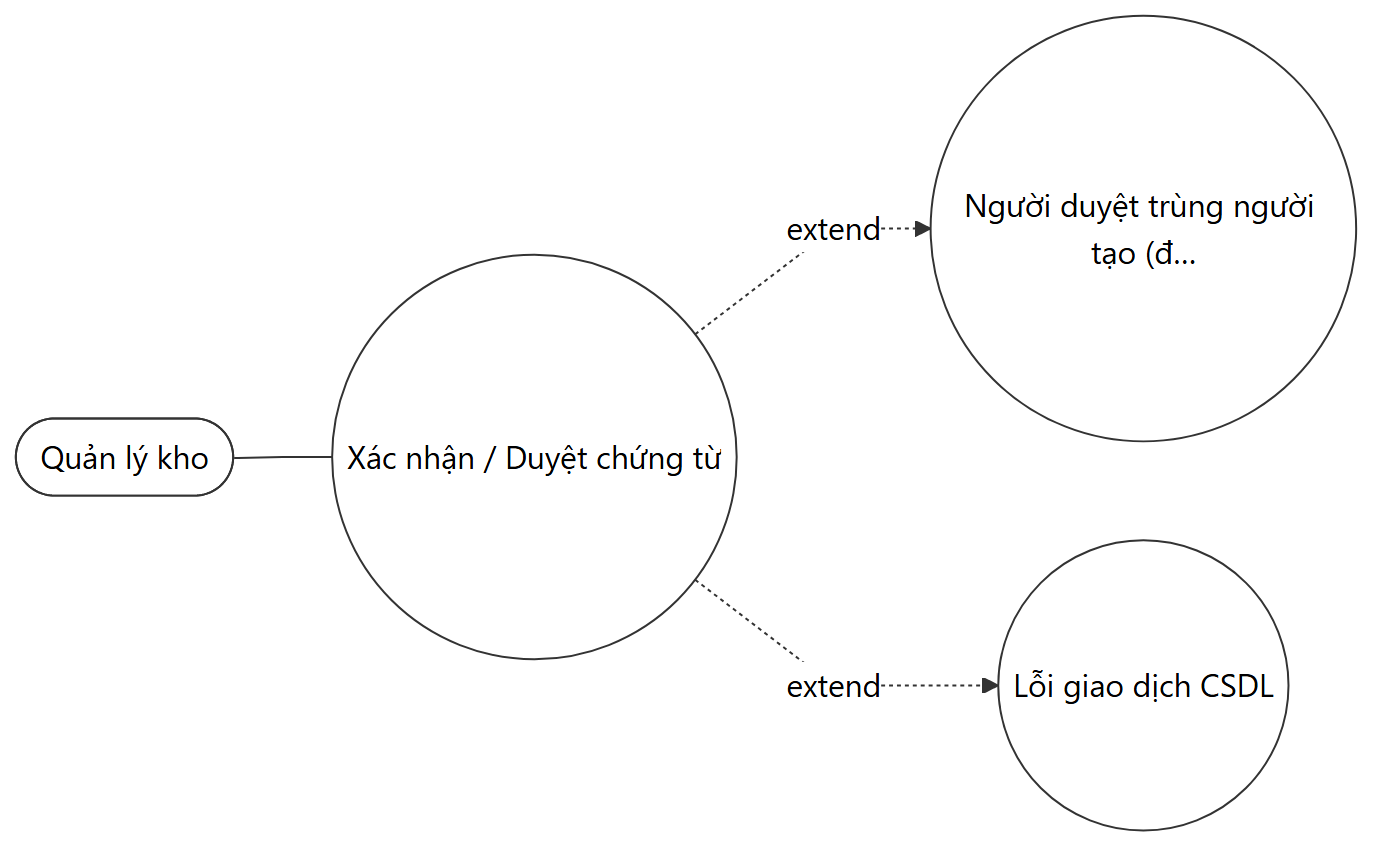 Quản lý kho
Xác nhận / Duyệt chứng từ
extend
Người duyệt trùng người
tạo (đ...
extend
Lỗi giao dịch CSDL